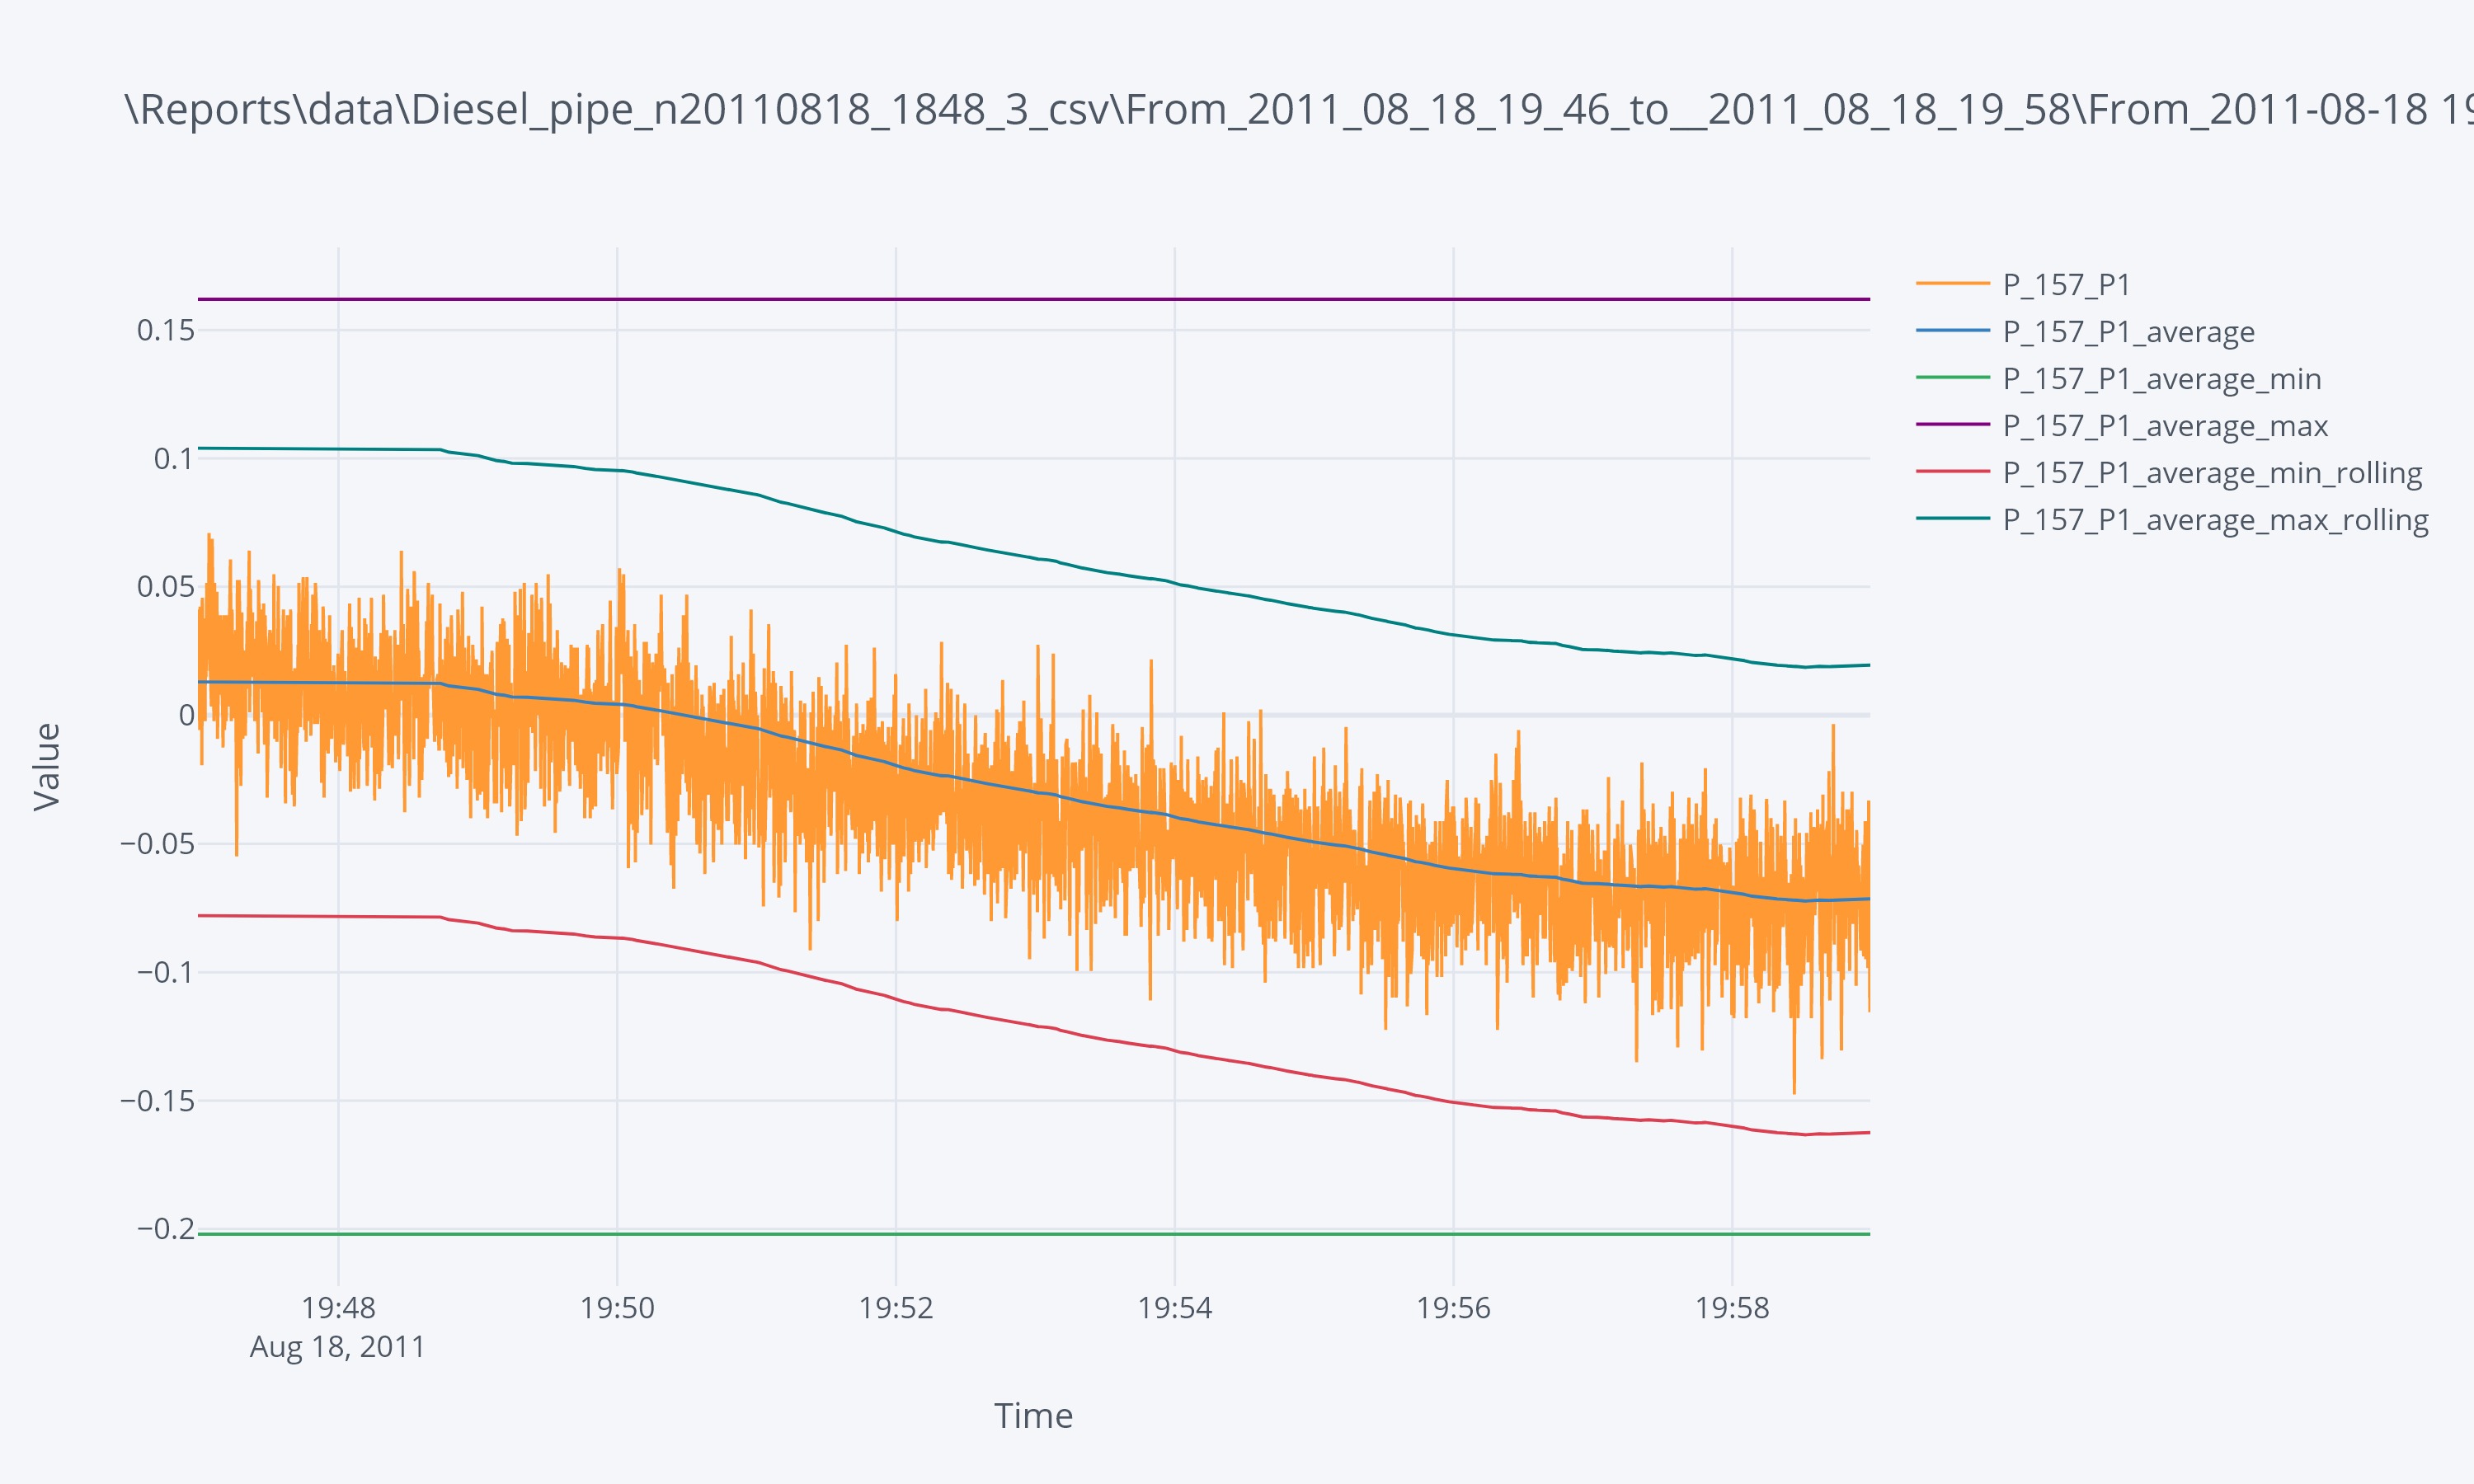 \Reports\data\Diesel_pipe_n20110818_1848_3_csv\From_2011_08_18_19_46_to__2011_08_18_19_58\From_2011-08-18 19
P_157_P1
P_157_P1_average
P_157_P1_average_min
P_157_P1_average_max
P_157_P1_average_min_rolling
P_157_P1_average_max_rolling
0.15
0.1
0.05
0
−0.05
−0.1
−0.15
−0.2
Value
19:48 19:50 19:52 19:54 19:56 19:58
Aug 18, 2011
Time